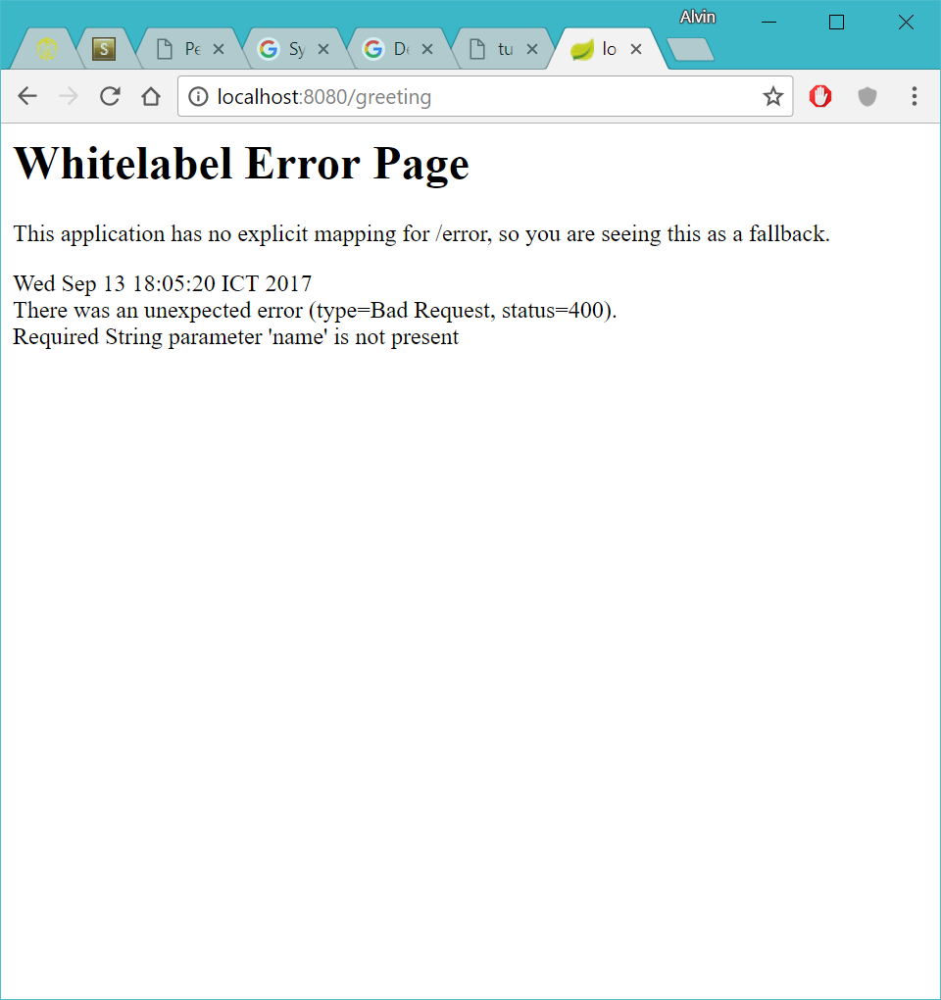 Alvin
S
Pe
Sy
De
tu
lo
localhost:8080/greeting
Whitelabel Error Page
This application has no explicit mapping for /error, so you are seeing this as a fallback.
Wed Sep 13 18:05:20 ICT 2017
There was an unexpected error (type=Bad Request, status=400).
Required String parameter 'name' is not present